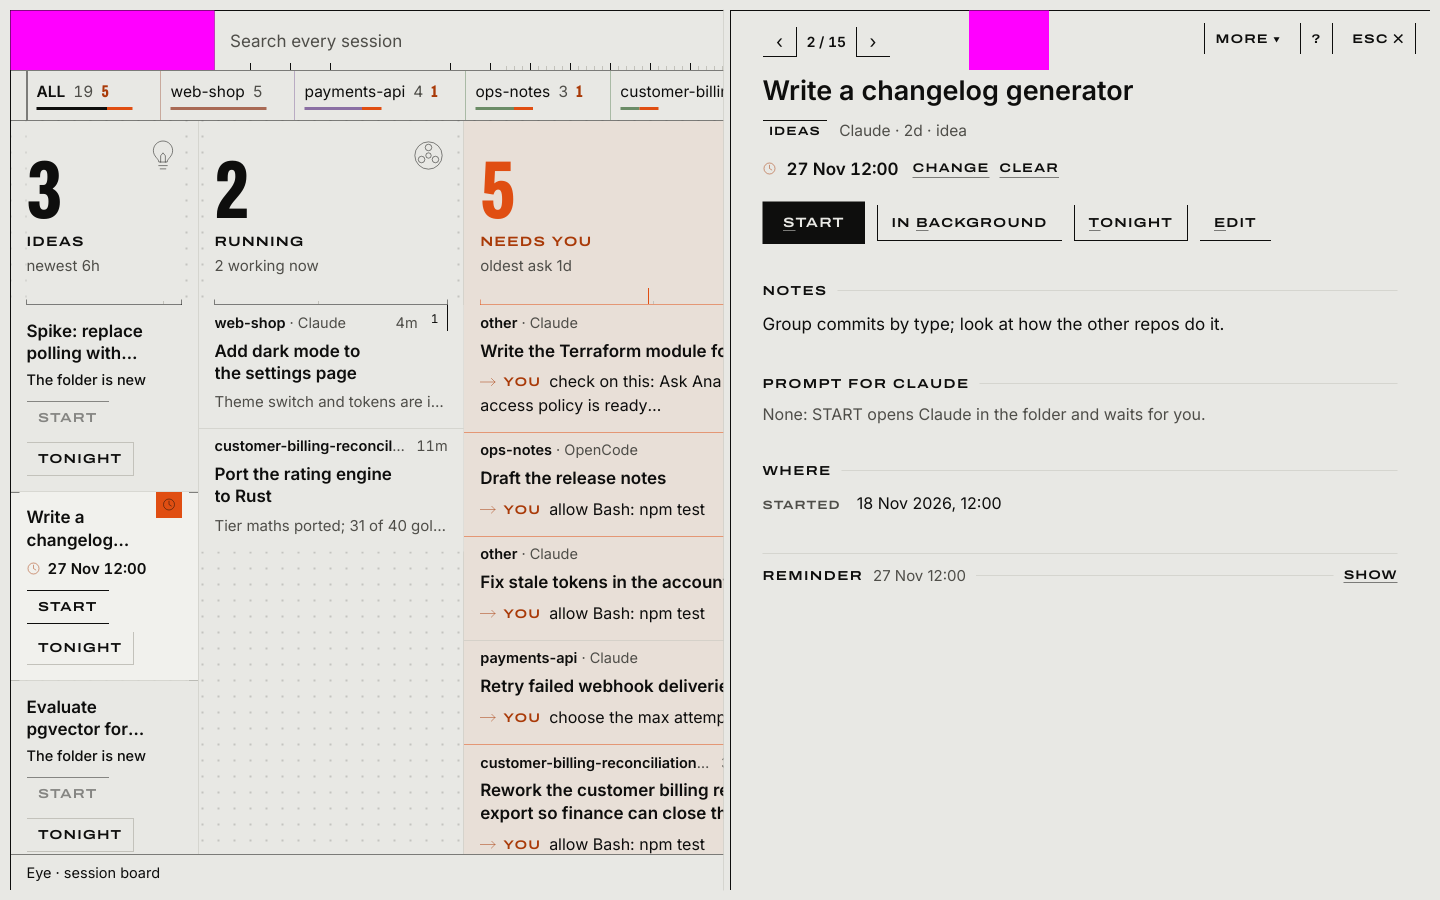 Search every session
ALL 19 5
web-shop 5
payments-api 4 1
ops-notes 3 1
customer-billin
3
IDEAS
newest 6h
Spike: replace
polling with...
The folder is new
START
TONIGHT
Write a
changelog...
27 Nov 12:00
START
TONIGHT
Evaluate
pgvector for...
The folder is new
START
TONIGHT
2
RUNNING
2 working now
web-shop · Claude 4m 1
Add dark mode to
the settings page
Theme switch and tokens are i...
customer-billing-reconcil... 11m
Port the rating engine
to Rust
Tier maths ported; 31 of 40 gol...
5
NEEDS YOU
oldest ask 1d
other · Claude
Write the Terraform module fo
→ YOU check on this: Ask Ana
access policy is ready...
ops-notes · OpenCode
Draft the release notes
→ YOU allow Bash: npm test
other · Claude
Fix stale tokens in the accoun
→ YOU allow Bash: npm test
payments-api · Claude
Retry failed webhook deliverie
→ YOU choose the max attemp
customer-billing-reconciliation...
Rework the customer billing re
export so finance can close th
→ YOU allow Bash: npm test
Eye · session board
‹ 2 / 15 ›
MORE ▾ ? ESC ✕
Write a changelog generator
IDEAS Claude · 2d · idea
27 Nov 12:00 CHANGE CLEAR
START IN BACKGROUND TONIGHT EDIT
NOTES
Group commits by type; look at how the other repos do it.
PROMPT FOR CLAUDE
None: START opens Claude in the folder and waits for you.
WHERE
STARTED 18 Nov 2026, 12:00
REMINDER 27 Nov 12:00 SHOW